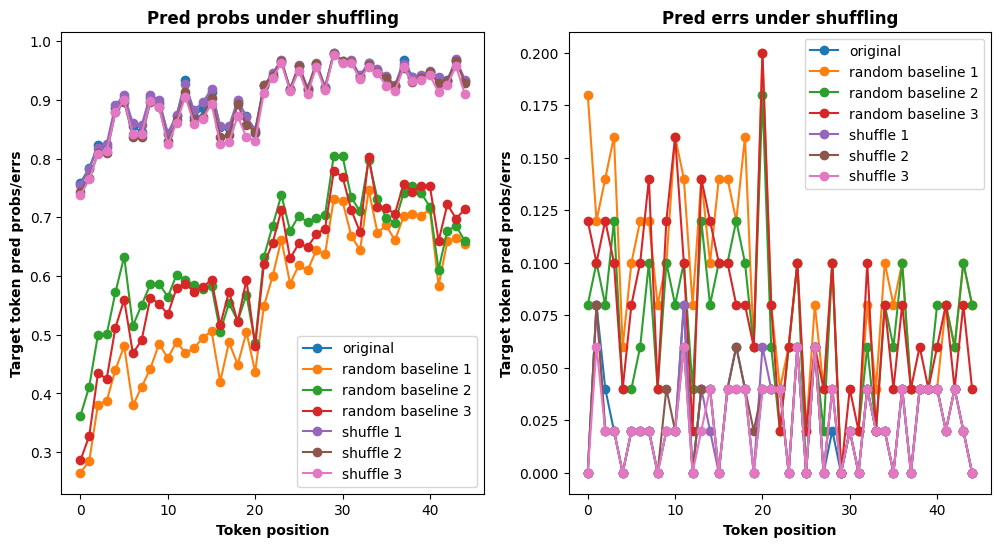 Pred probs under shuffling
Target token pred probs/errs
1.0
0.9
0.8
0.7
0.6
0.5
0.4
0.3
0
10
20
30
40
Token position
original
random baseline 1
random baseline 2
random baseline 3
shuffle 1
shuffle 2
shuffle 3
Pred errs under shuffling
Target token pred probs/errs
0.200
0.175
0.150
0.125
0.100
0.075
0.050
0.025
0.000
0
10
20
30
40
Token position
original
random baseline 1
random baseline 2
random baseline 3
shuffle 1
shuffle 2
shuffle 3